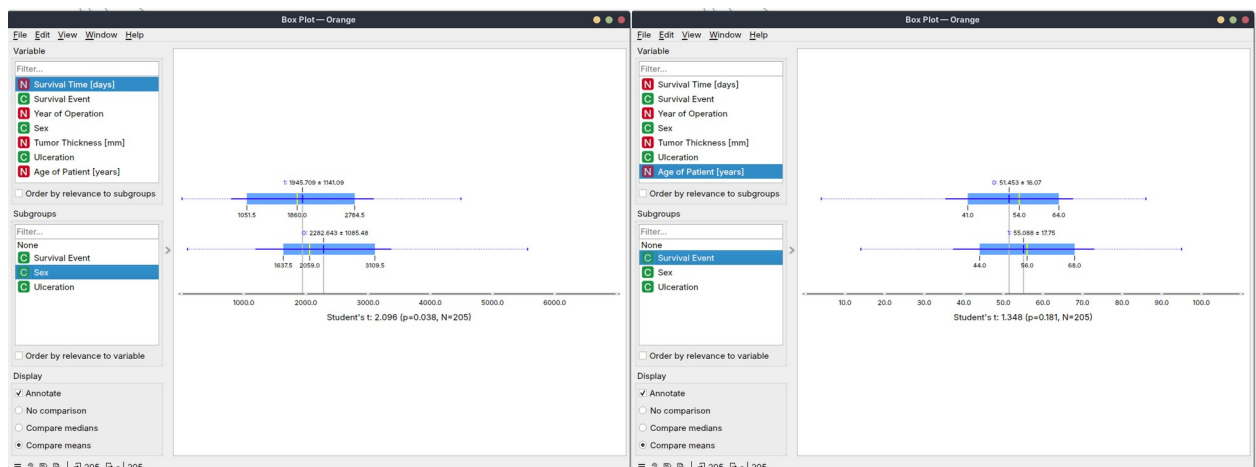 Box Plot — Orange
File Edit View Window Help
Variable
Filter...
N Survival Time [days]
C Survival Event
N Year of Operation
C Sex
N Tumor Thickness [mm]
C Ulceration
N Age of Patient [years]
Order by relevance to subgroups
Subgroups
Filter...
None
C Survival Event
C Sex
C Ulceration
Order by relevance to variable
Display
Annotate
No comparison
Compare medians
Compare means
205 205
1: 1945.709 ± 1141.09
1051.5 1860.0 2784.5
0: 2282.643 ± 1085.48
1637.5 2059.0 3109.5
1000.0 2000.0 3000.0 4000.0 5000.0 6000.0
Student's t: 2.096 (p=0.038, N=205)
Box Plot — Orange
File Edit View Window Help
Variable
Filter...
N Survival Time [days]
C Survival Event
N Year of Operation
C Sex
N Tumor Thickness [mm]
C Ulceration
N Age of Patient [years]
Order by relevance to subgroups
Subgroups
Filter...
None
C Survival Event
C Sex
C Ulceration
Order by relevance to variable
Display
Annotate
No comparison
Compare medians
Compare means
205 205
0: 51.453 ± 16.07
41.0 54.0 64.0
1: 55.088 ± 17.75
44.0 56.0 68.0
10.0 20.0 30.0 40.0 50.0 60.0 70.0 80.0 90.0 100.0
Student's t: 1.348 (p=0.181, N=205)